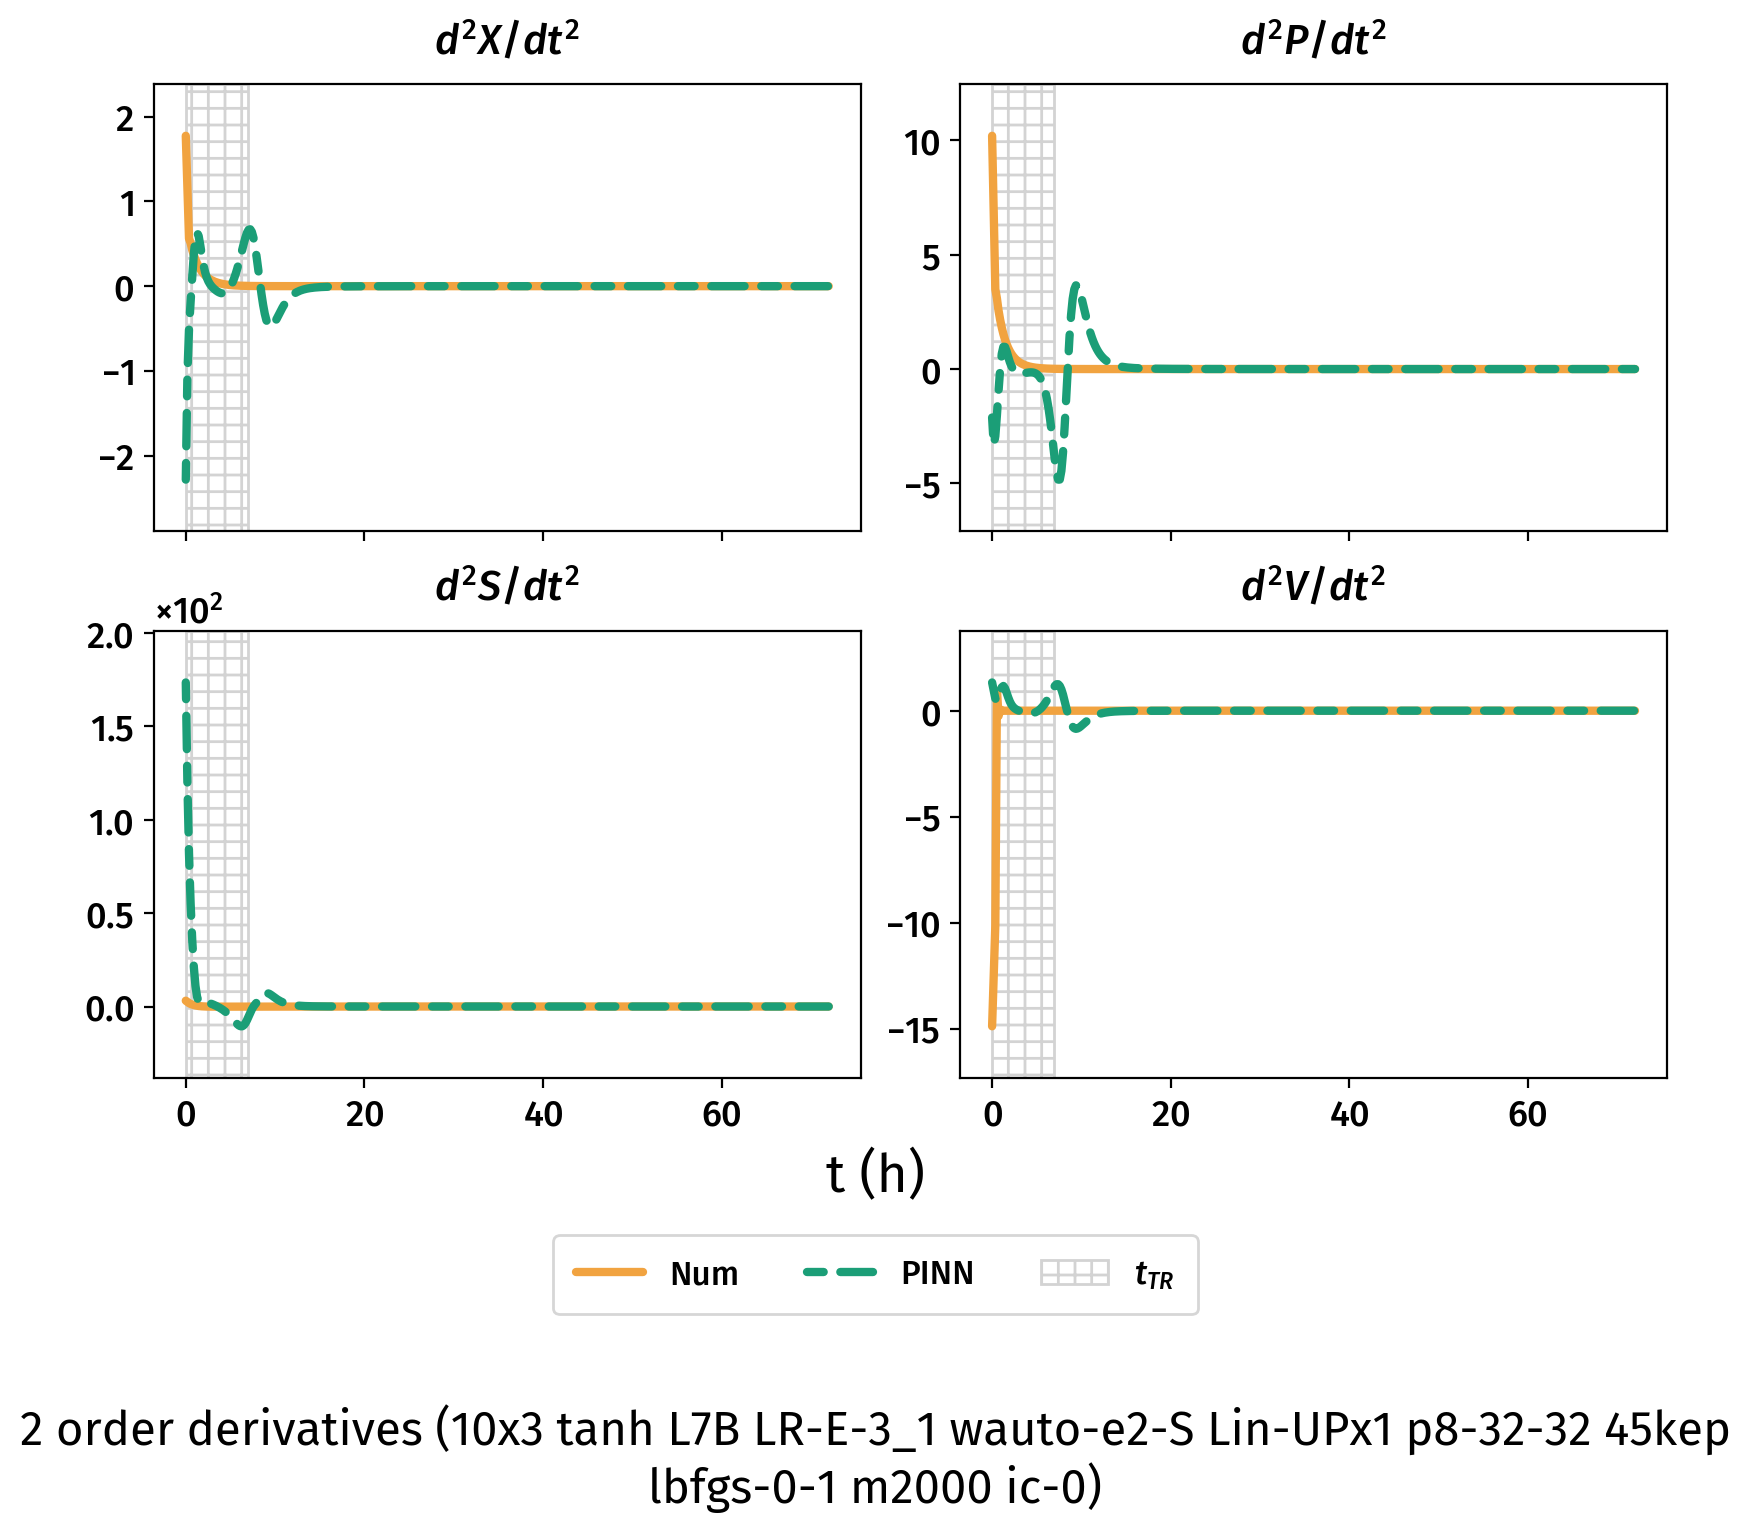 d²X/dt²
d²P/dt²
2
1
0
−1
−2
10
5
0
−5
d²S/dt²
d²V/dt²
×10²
2.0
1.5
1.0
0.5
0.0
0
−5
−10
−15
0 20 40 60
0 20 40 60
t (h)
Num PINN t_TR
2 order derivatives (10x3 tanh L7B LR-E-3_1 wauto-e2-S Lin-UPx1 p8-32-32 45kep
lbfgs-0-1 m2000 ic-0)